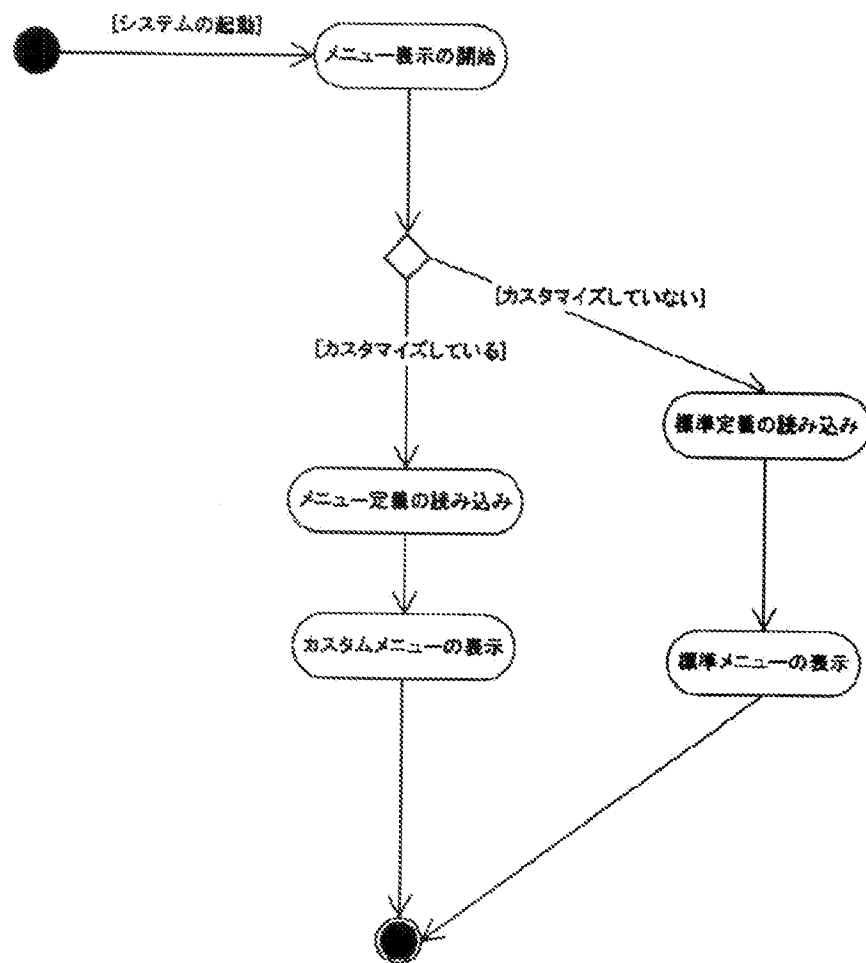 [システムの起動]
メニュー表示の開始
[カスタマイズしていない]
[カスタマイズしている]
標準定義の読み込み
メニュー定義の読み込み
カスタムメニューの表示
標準メニューの表示